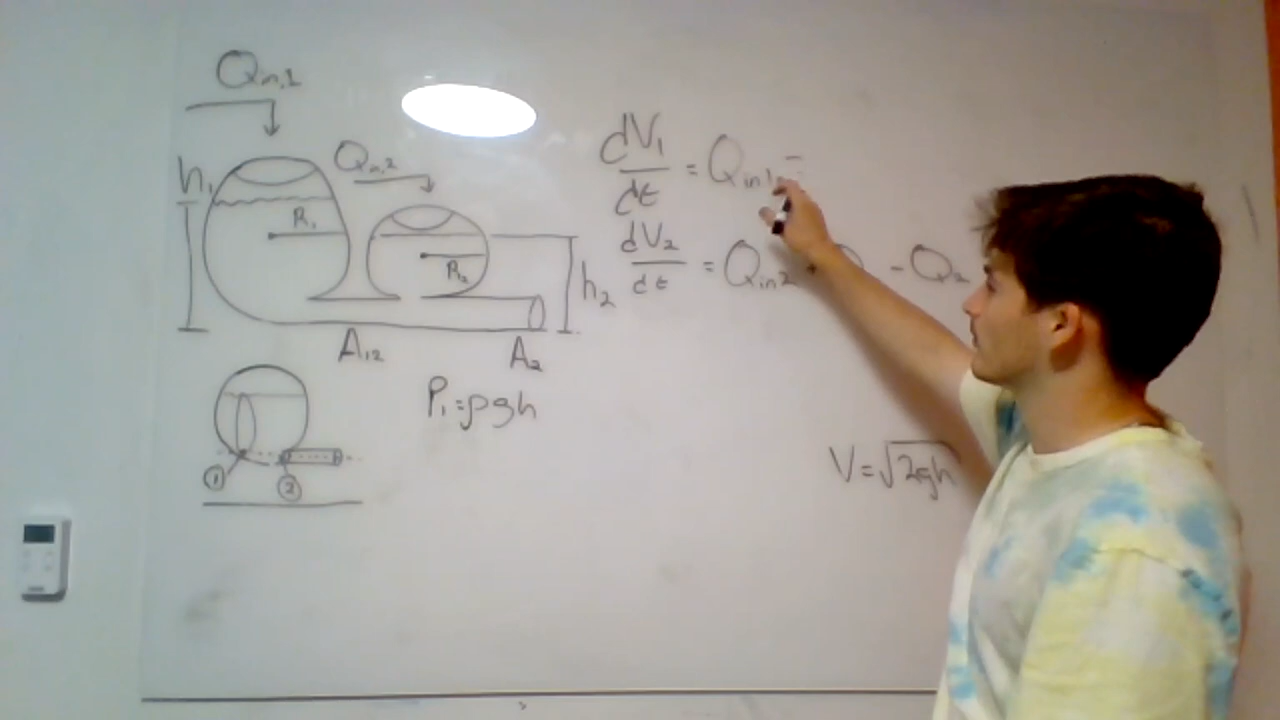 Qin,1
h1
Qin,2
R1
R2
h2
A12
A2
P1=ρgh
1
2
dV1/dt = Qin1 -
dV2/dt = Qin2 + - Q2
V=√2gh